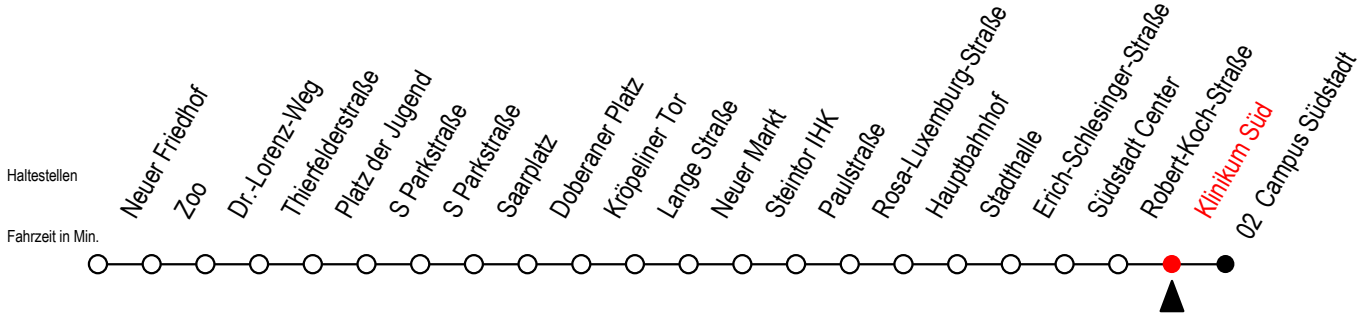 Haltestellen
Fahrzeit in Min.
Neuer Friedhof
Zoo
Dr.-Lorenz-Weg
Thierfelderstraße
Platz der Jugend
S Parkstraße
S Parkstraße
Saarplatz
Doberaner Platz
Kröpeliner Tor
Lange Straße
Neuer Markt
Steintor IHK
Paulstraße
Rosa-Luxemburg-Straße
Hauptbahnhof
Stadthalle
Erich-Schlesinger-Straße
Südstadt Center
Robert-Koch-Straße
Klinikum Süd
02 Campus Südstadt